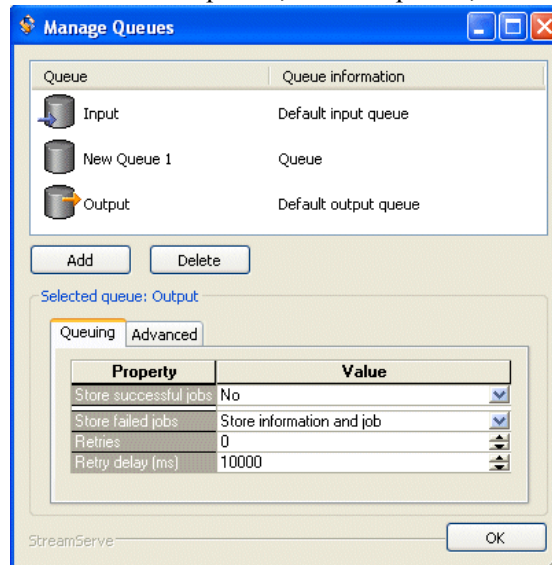 Manage Queues
Queue Queue information
Input Default input queue
New Queue 1 Queue
Output Default output queue
Add Delete
Selected queue: Output
Queuing Advanced
Property Value
Store successful jobs No
Store failed jobs Store information and job
Retries 0
Retry delay (ms) 10000
StreamServe OK